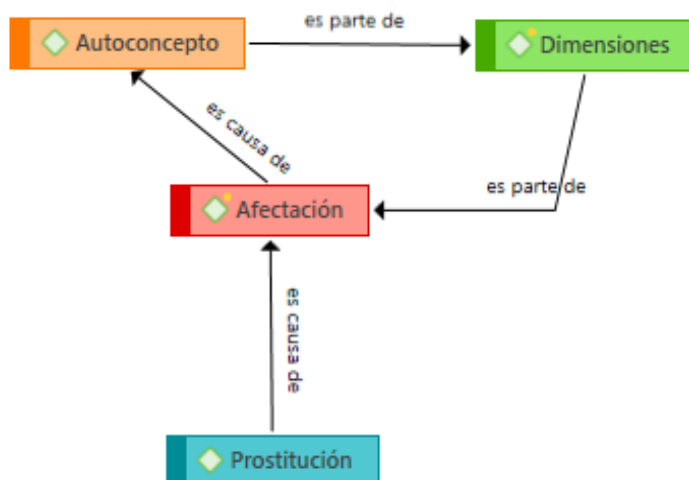 es parte de
Autoconcepto
Dimensiones
es causa de
es parte de
Afectación
es causa de
Prostitución